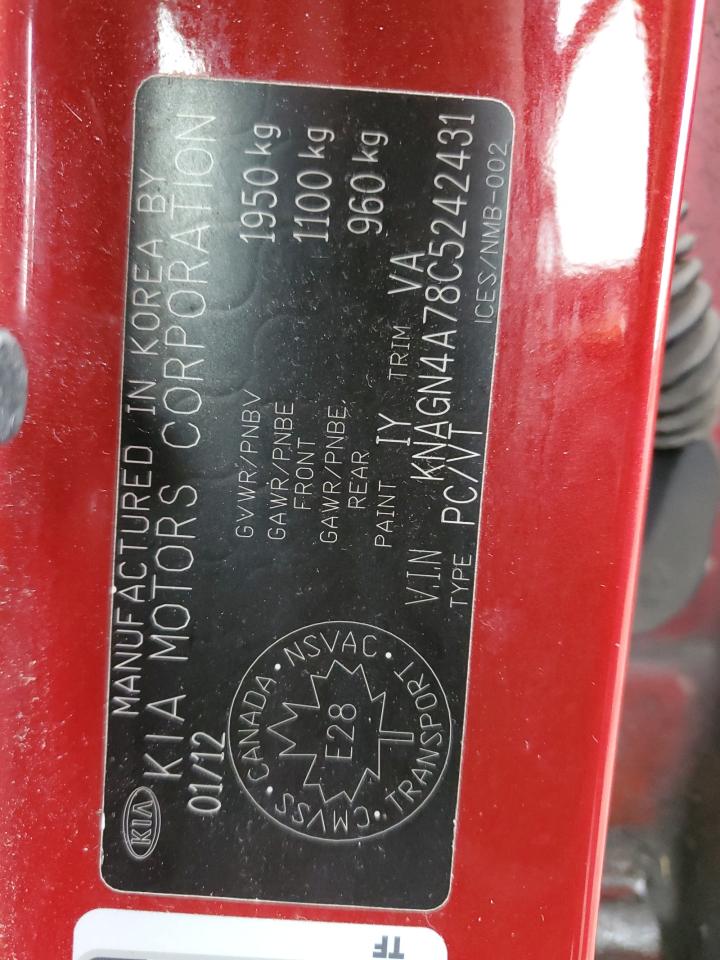 KIA
MANUFACTURED IN KOREA BY
KIA MOTORS CORPORATION
01/12
GVWR/PNBV 1950 kg
GAWR/PNBE FRONT 1100 kg
GAWR/PNBE, REAR 960 kg
PAINT IY TRIM VA
V.I.N KNAGN4A78C5242431
TYPE PC/VT
ICES/NMB-002
CMVSS • CANADA • NSVAC • TRANSPORT
E28
TF